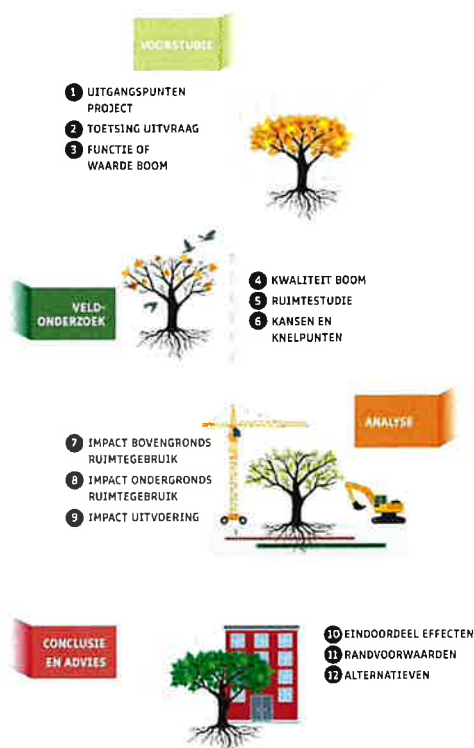 VOORSTUDIE
1 UITGANGSPUNTEN
PROJECT
2 TOETSING UITVRAAG
3 FUNCTIE OF
WAARDE BOOM
VELD-
ONDERZOEK
4 KWALITEIT BOOM
5 RUIMTESTUDIE
6 KANSEN EN
KNELPUNTEN
ANALYSE
7 IMPACT BOVENGRONDS
RUIMTEGEBRUIK
8 IMPACT ONDERGRONDS
RUIMTEGEBRUIK
9 IMPACT UITVOERING
CONCLUSIE
EN ADVIES
10 EINDOORDEEL EFFECTEN
11 RANDVOORWAARDEN
12 ALTERNATIEVEN